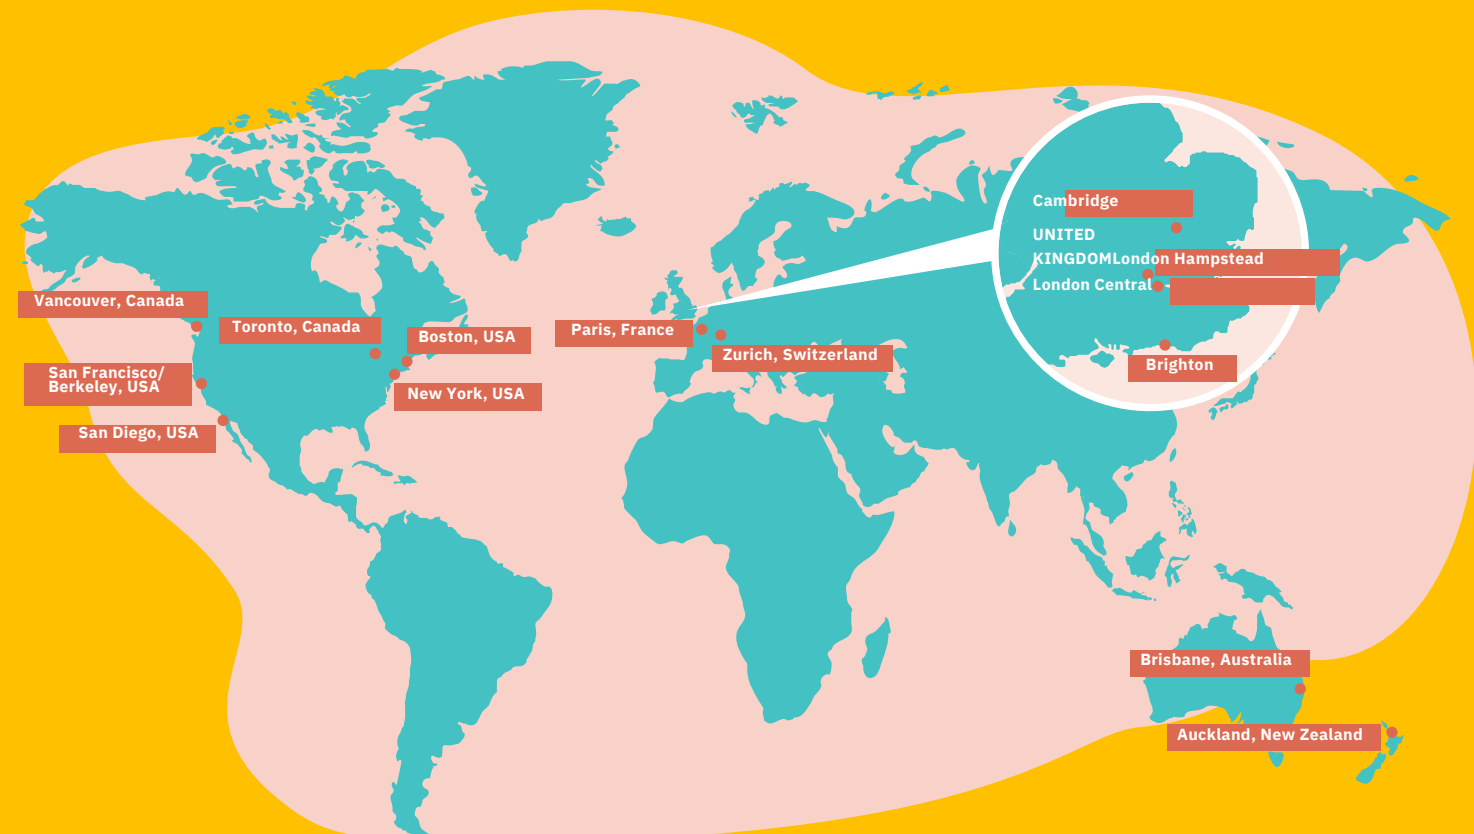 Cambridge
UNITED
KINGDOMLondon Hampstead
London Central
Vancouver, Canada
Toronto, Canada
Boston, USA
Paris, France
Zurich, Switzerland
Brighton
San Francisco/
Berkeley, USA
New York, USA
San Diego, USA
Brisbane, Australia
Auckland, New Zealand